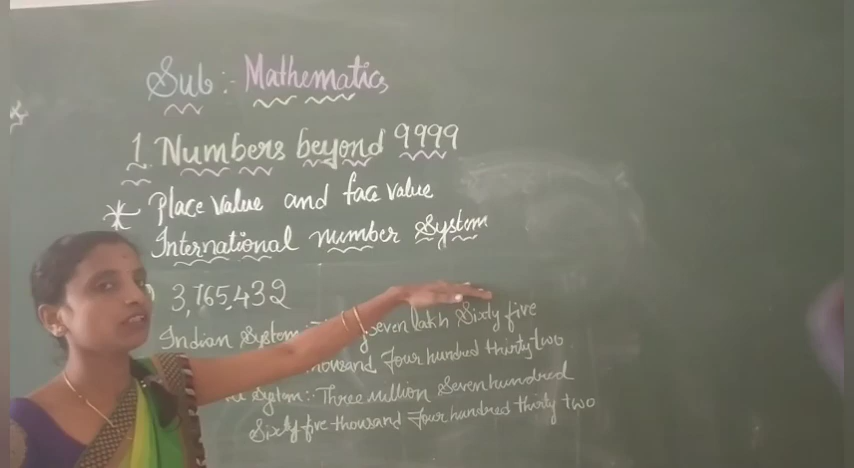 Sub:- Mathematics
1. Numbers beyond 9999
* Place value and face value
International number System
) 3,765,432
Indian System: seven lakh Sixty five
thousand Four hundred thirty two
System:- Three million Seven hundred
Sixty five thousand Four hundred thirty two